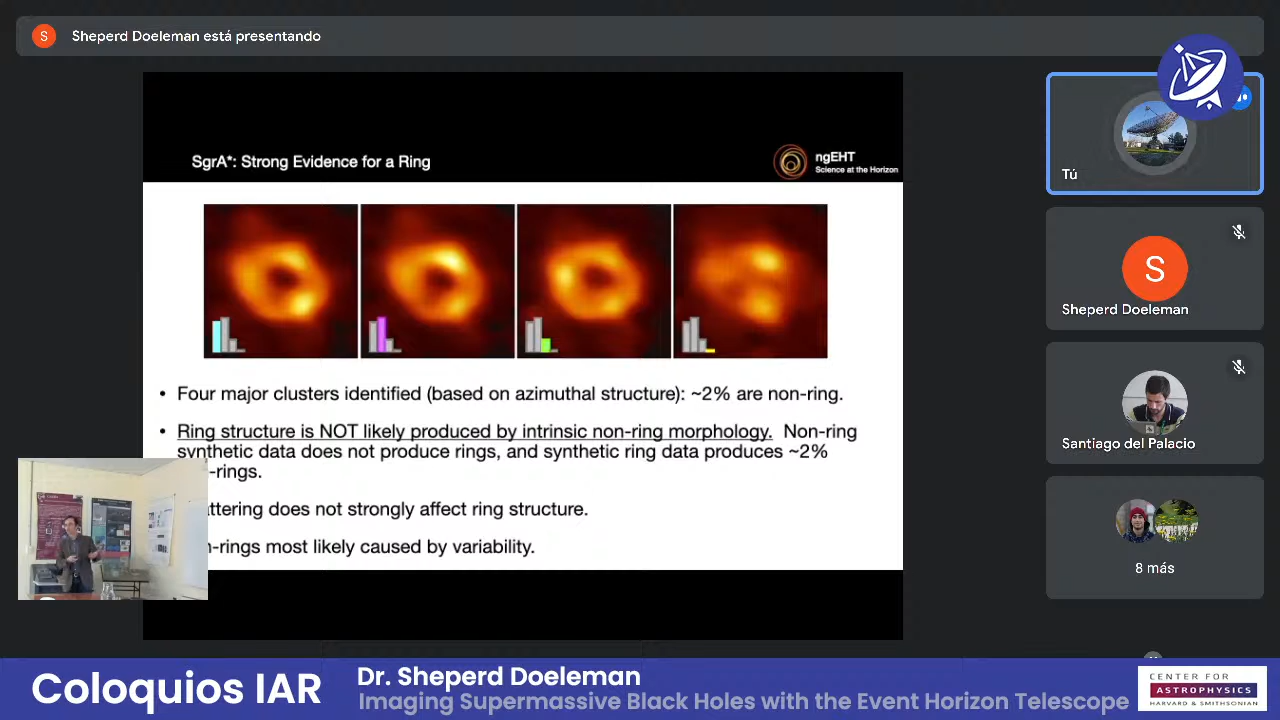 S Sheperd Doeleman está presentando
SgrA*: Strong Evidence for a Ring
ngEHT
Science at the Horizon
• Four major clusters identified (based on azimuthal structure): ~2% are non-ring.
• Ring structure is NOT likely produced by intrinsic non-ring morphology. Non-ring
synthetic data does not produce rings, and synthetic ring data produces ~2%
-rings.
attering does not strongly affect ring structure.
-rings most likely caused by variability.
Tú
S
Sheperd Doeleman
Santiago del Palacio
8 más
Coloquios IAR
Dr. Sheperd Doeleman
Imaging Supermassive Black Holes with the Event Horizon Telescope
CENTER FOR
ASTROPHYSICS
HARVARD & SMITHSONIAN